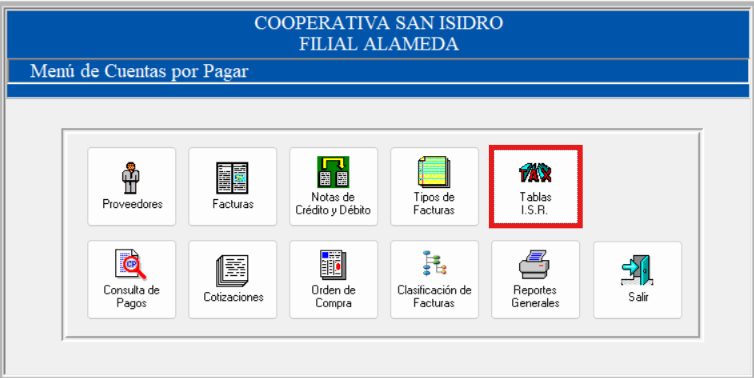 COOPERATIVA SAN ISIDRO
FILIAL ALAMEDA
Menú de Cuentas por Pagar
Proveedores
Facturas
Notas de
Crédito y Débito
Tipos de
Facturas
TAX
Tablas
I.S.R.
CP
Consulta de
Pagos
Cotizaciones
Orden de
Compra
Clasificación de
Facturas
Reportes
Generales
Salir